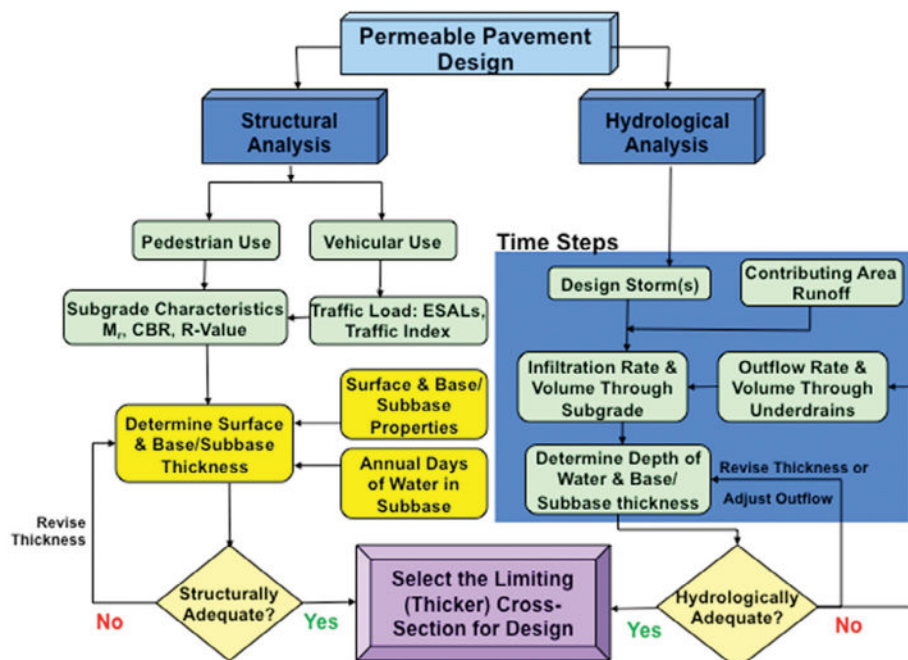 Permeable Pavement
Design
Structural
Analysis
Hydrological
Analysis
Pedestrian Use
Vehicular Use
Subgrade Characteristics
Mr, CBR, R-Value
Traffic Load: ESALs,
Traffic Index
Surface & Base/
Subbase
Properties
Determine Surface
& Base/Subbase
Thickness
Annual Days
of Water in
Subbase
Revise
Thickness
Structurally
Adequate?
No
Yes
Time Steps
Design Storm(s)
Contributing Area
Runoff
Infiltration Rate &
Volume Through
Subgrade
Outflow Rate &
Volume Through
Underdrains
Determine Depth of
Water & Base/
Subbase thickness
Revise Thickness or
Adjust Outflow
Hydrologically
Adequate?
Yes
No
Select the Limiting
(Thicker) Cross-
Section for Design